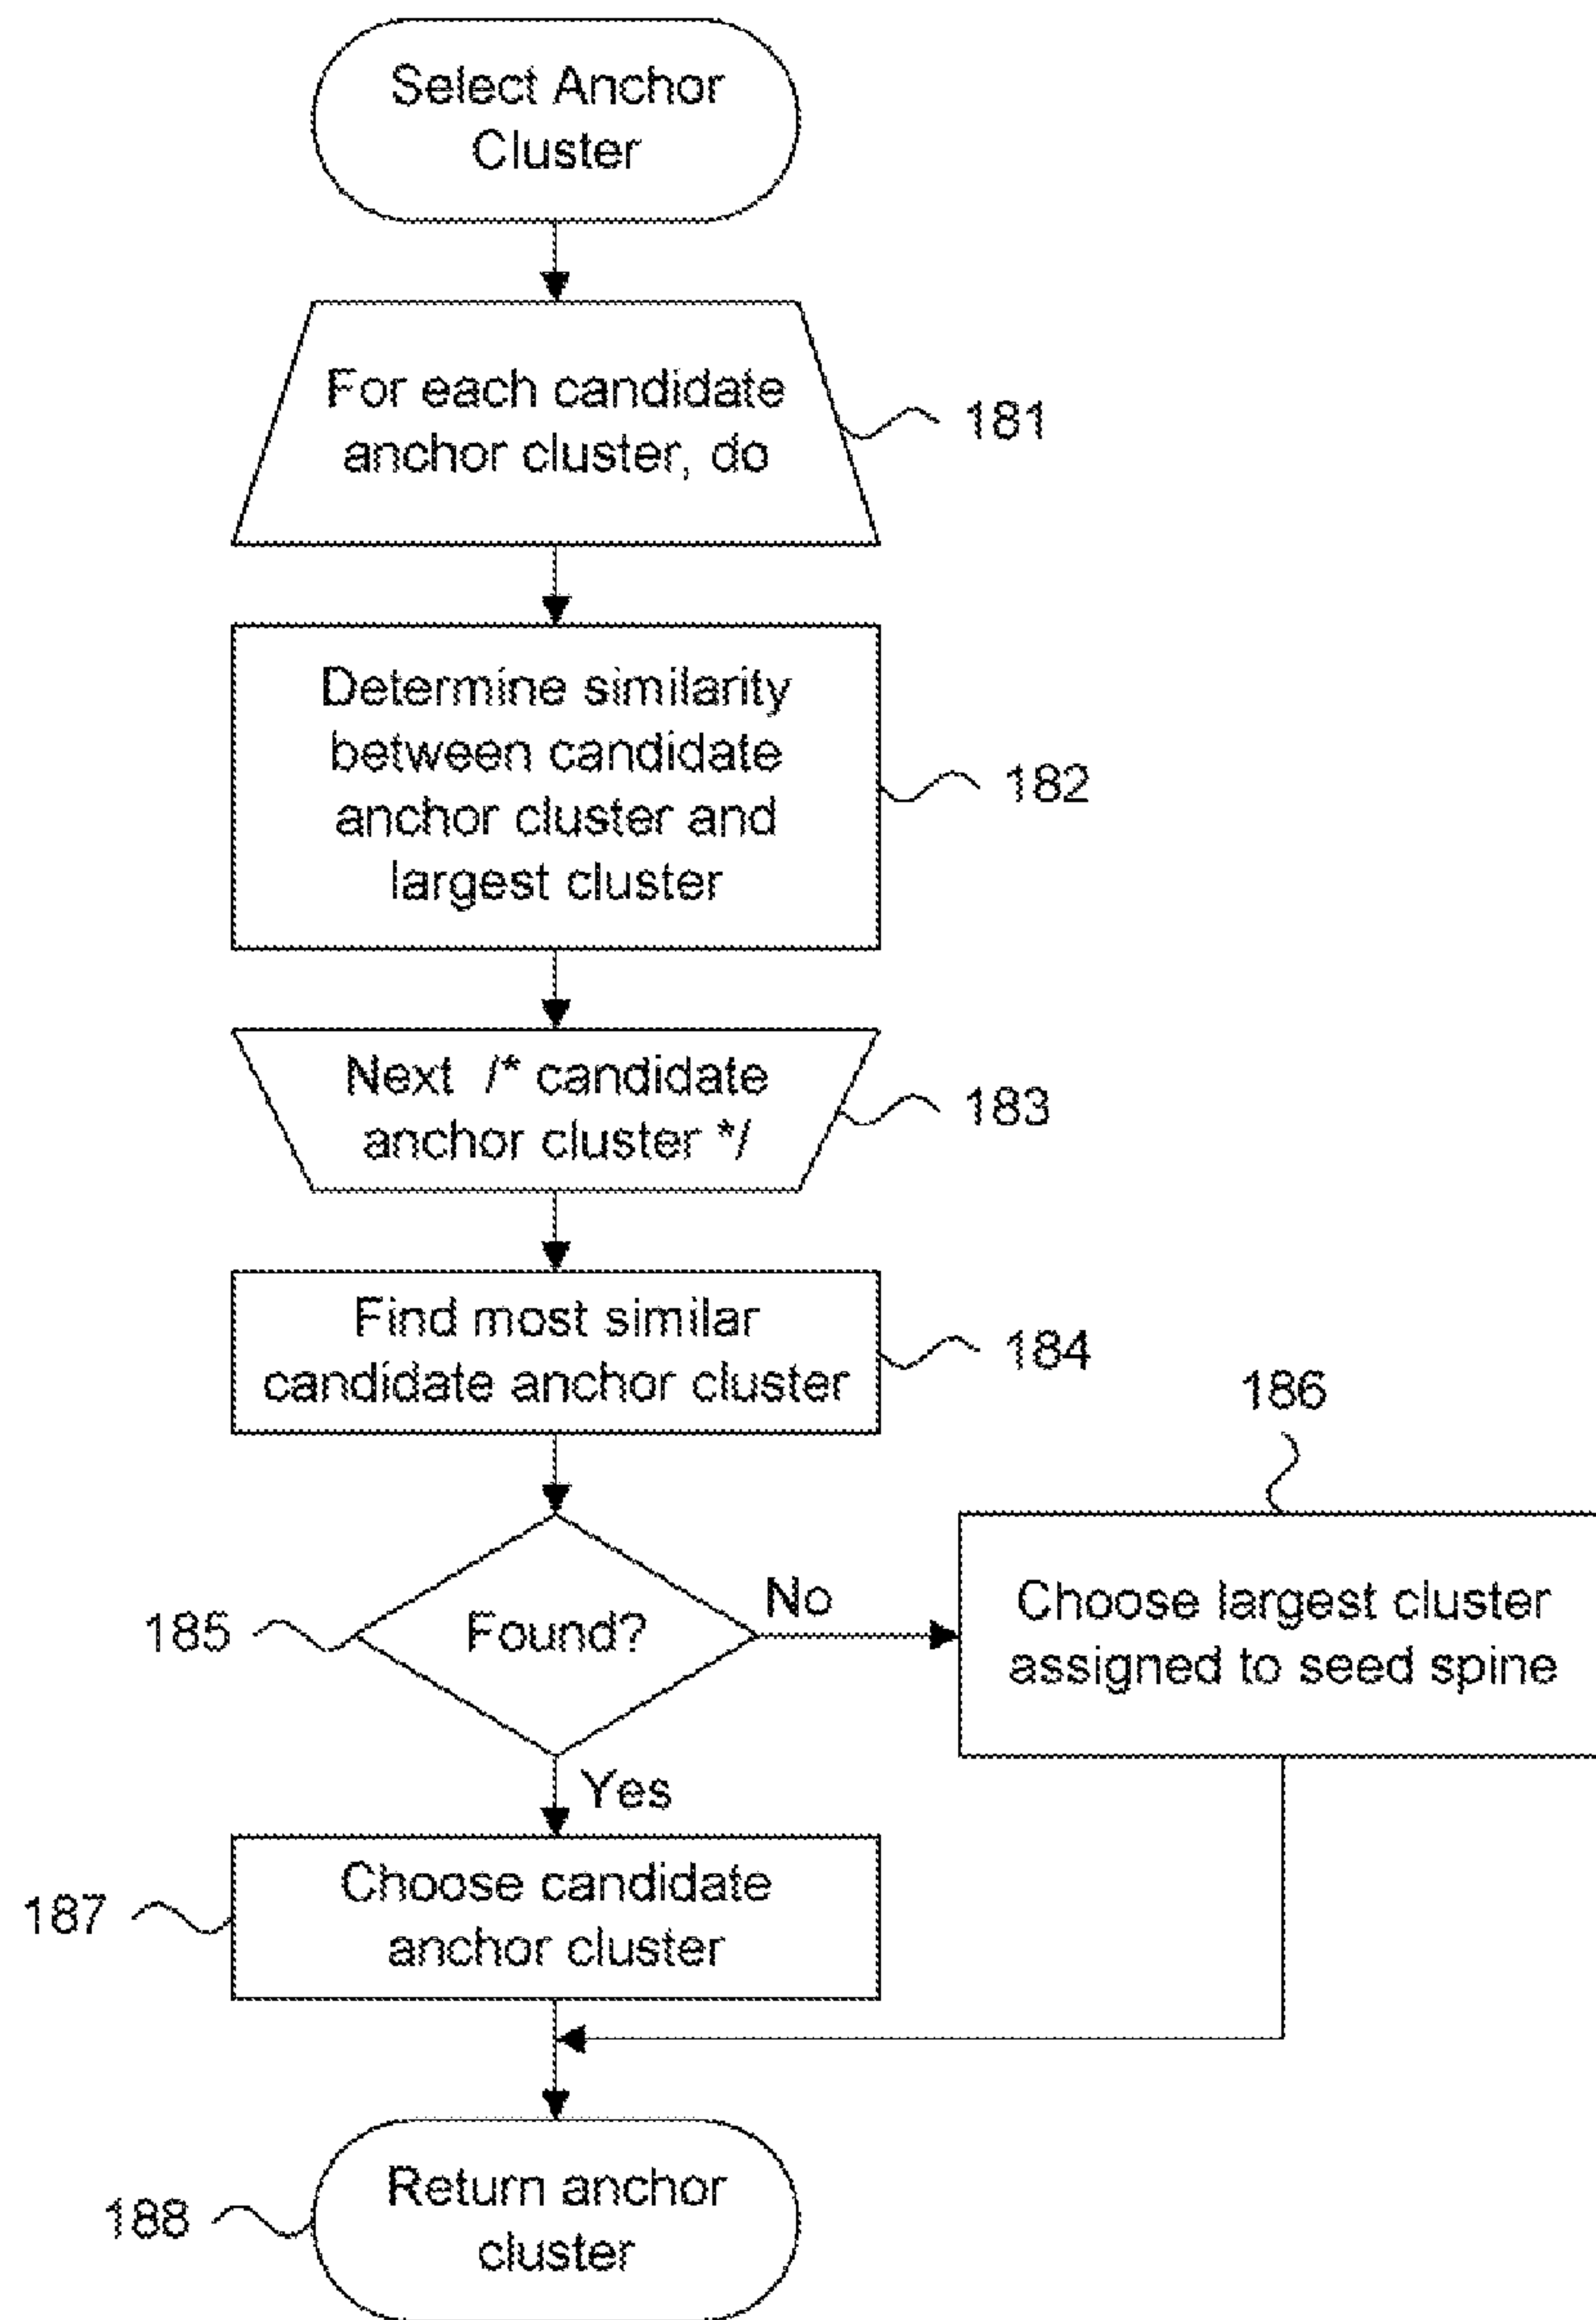 Select Anchor
Cluster
For each candidate
anchor cluster, do
181
Determine similarity
between candidate
anchor cluster and
largest cluster
182
Next /* candidate
anchor cluster */
183
Find most similar
candidate anchor cluster
184
186
185
Found?
No
Choose largest cluster
assigned to seed spine
Yes
187
Choose candidate
anchor cluster
188
Return anchor
cluster